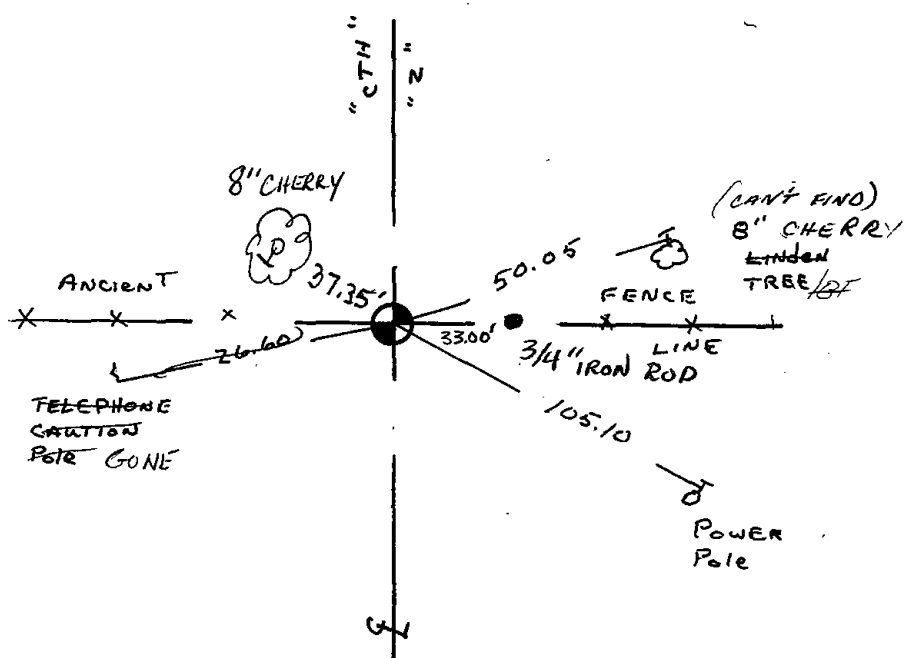 "CTH" "Z"
8" CHERRY
(CAN'T FIND)
8" CHERRY
LINDEN
TREE
50.05
37.35'
ANCIENT
FENCE
33.00'
LINE
3/4" IRON ROD
26.60
105.10
TELEPHONE
CAUTION
Pole GONE
POWER
Pole